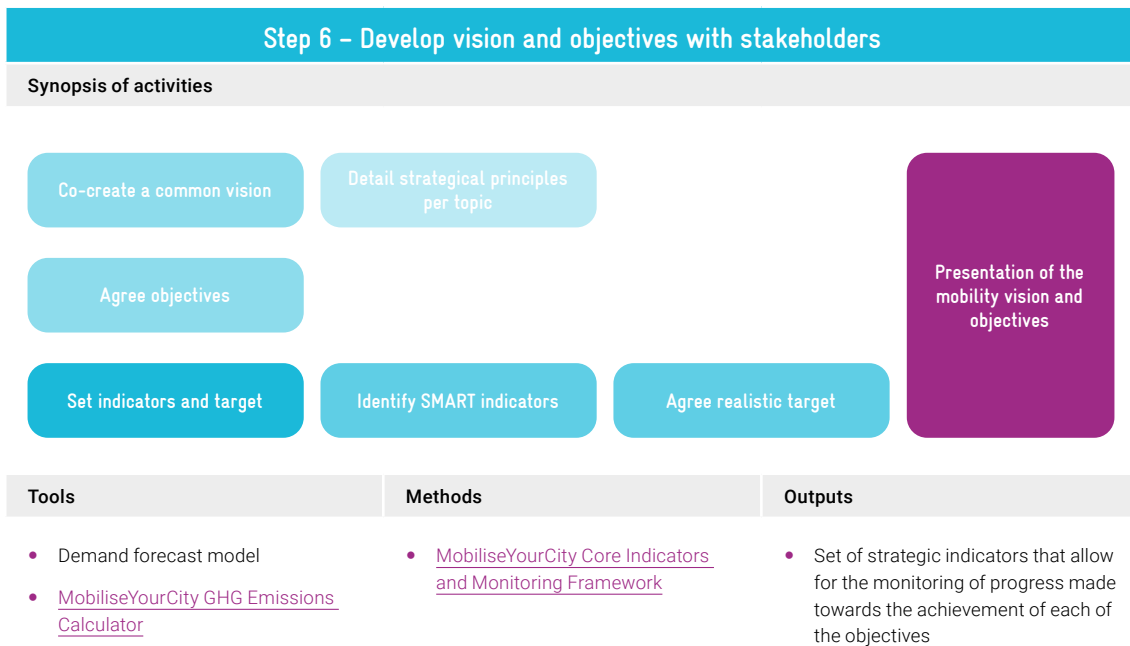 Step 6 – Develop vision and objectives with stakeholders
Synopsis of activities
Co-create a common vision
Detail strategical principles
per topic
Agree objectives
Set indicators and target
Identify SMART indicators
Agree realistic target
Presentation of the
mobility vision and
objectives
Tools
• Demand forecast model
• MobiliseYourCity GHG Emissions
Calculator
Methods
• MobiliseYourCity Core Indicators
and Monitoring Framework
Outputs
• Set of strategic indicators that allow
for the monitoring of progress made
towards the achievement of each of
the objectives